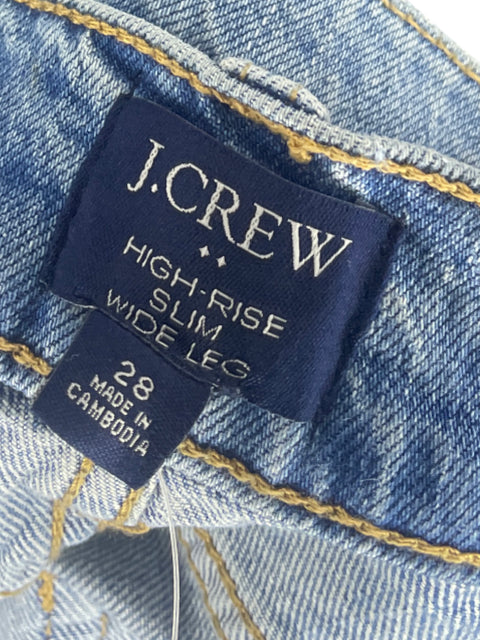 J.CREW
HIGH-RISE
SLIM
WIDE LEG
28
MADE IN
CAMBODIA